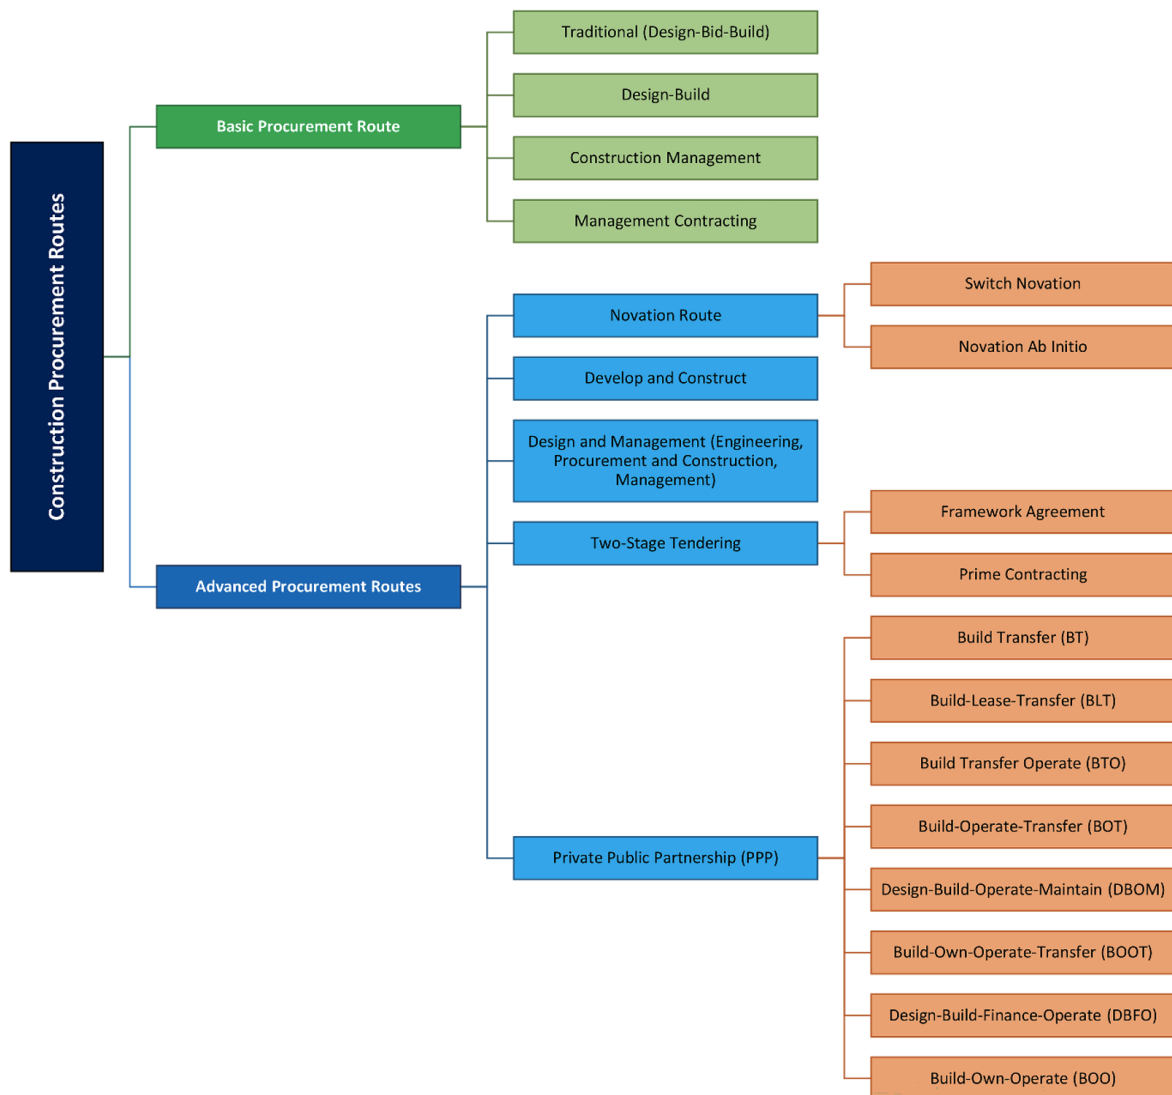 Construction Procurement Routes
Basic Procurement Route
Traditional (Design-Bid-Build)
Design-Build
Construction Management
Management Contracting
Advanced Procurement Routes
Novation Route
Switch Novation
Novation Ab Initio
Develop and Construct
Design and Management (Engineering,
Procurement and Construction,
Management)
Two-Stage Tendering
Framework Agreement
Prime Contracting
Private Public Partnership (PPP)
Build Transfer (BT)
Build-Lease-Transfer (BLT)
Build Transfer Operate (BTO)
Build-Operate-Transfer (BOT)
Design-Build-Operate-Maintain (DBOM)
Build-Own-Operate-Transfer (BOOT)
Design-Build-Finance-Operate (DBFO)
Build-Own-Operate (BOO)